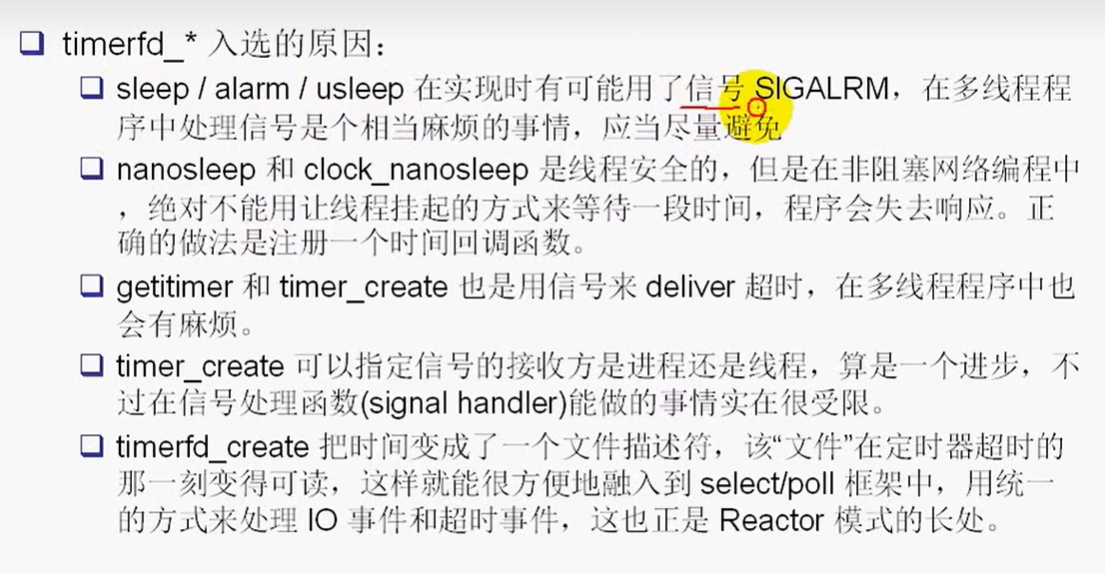 timerfd_* 入选的原因：
sleep / alarm / usleep 在实现时有可能用了信号 SIGALRM，在多线程程
序中处理信号是个相当麻烦的事情，应当尽量避免
nanosleep 和 clock_nanosleep 是线程安全的，但是在非阻塞网络编程中
，绝对不能用让线程挂起的方式来等待一段时间，程序会失去响应。正
确的做法是注册一个时间回调函数。
getitimer 和 timer_create 也是用信号来 deliver 超时，在多线程程序中也
会有麻烦。
timer_create 可以指定信号的接收方是进程还是线程，算是一个进步，不
过在信号处理函数(signal handler)能做的事情实在很受限。
timerfd_create 把时间变成了一个文件描述符，该“文件”在定时器超时的
那一刻变得可读，这样就能很方便地融入到 select/poll 框架中，用统一
的方式来处理 IO 事件和超时事件，这也正是 Reactor 模式的长处。